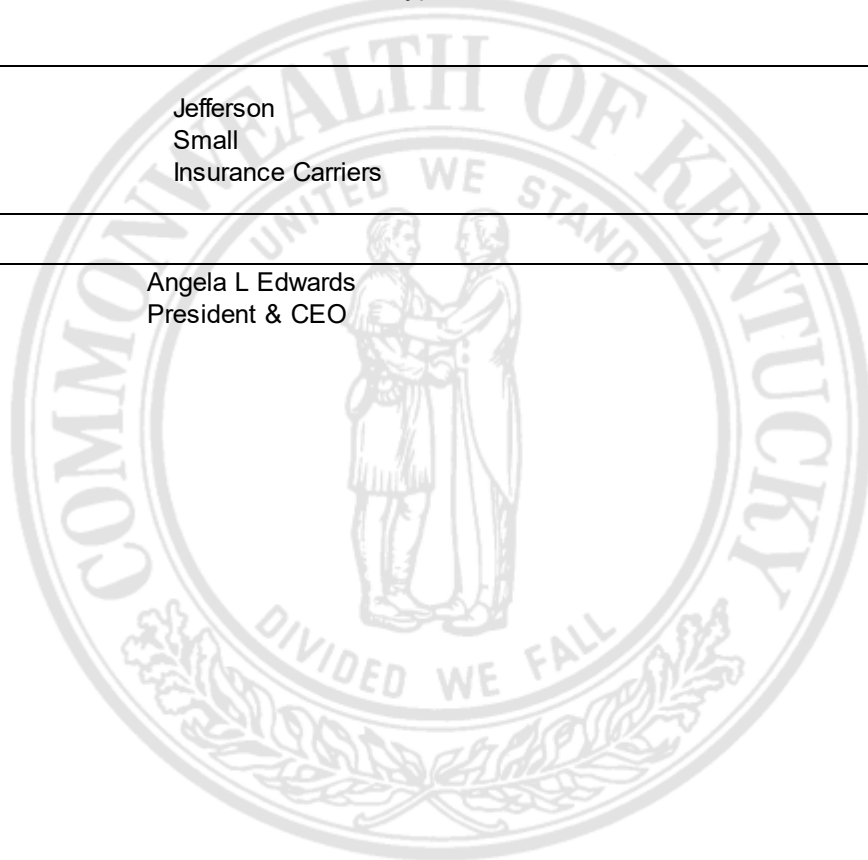 Jefferson
Small
Insurance Carriers
Angela L Edwards
President & CEO
COMMONWEALTH OF KENTUCKY
UNITED WE STAND
DIVIDED WE FALL